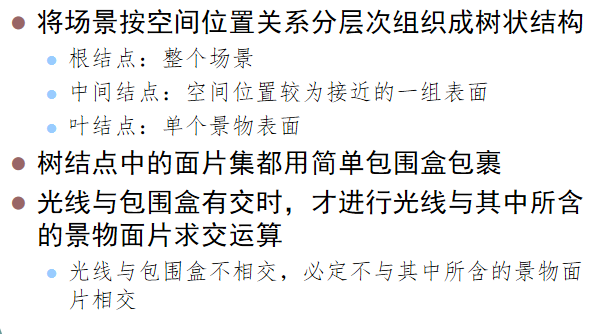 将场景按空间位置关系分层次组织成树状结构
根结点：整个场景
中间结点：空间位置较为接近的一组表面
叶结点：单个景物表面
树结点中的面片集都用简单包围盒包裹
光线与包围盒有交时，才进行光线与其中所含
的景物面片求交运算
光线与包围盒不相交，必定不与其中所含的景物面
片相交